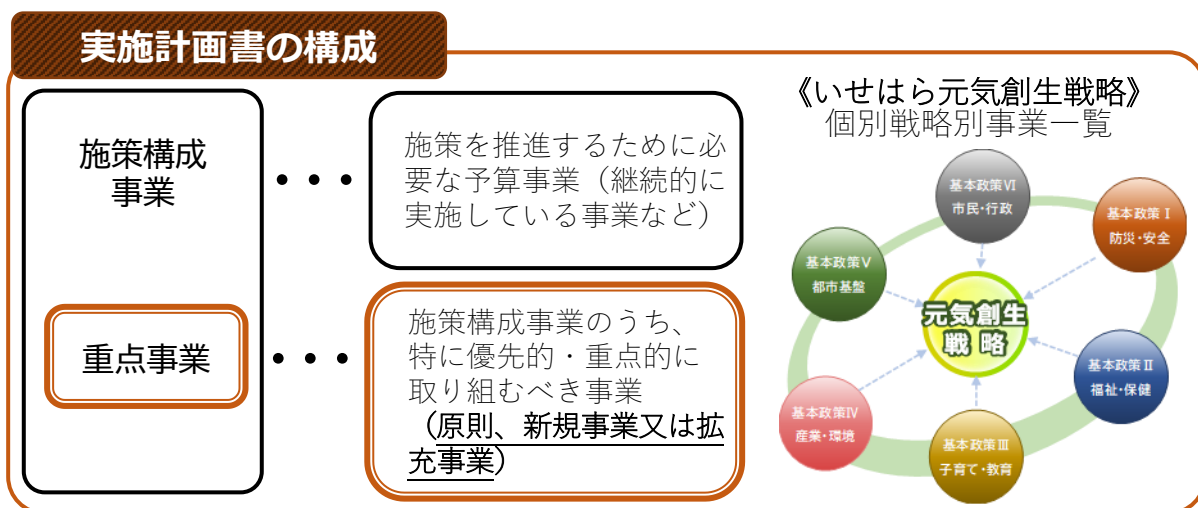 実施計画書の構成
施策構成
事業
・・・
施策を推進するために必
要な予算事業（継続的に
実施している事業など）
重点事業
・・・
施策構成事業のうち、
特に優先的・重点的に
取り組むべき事業
（原則、新規事業又は拡
充事業）
《いせはら元気創生戦略》
個別戦略別事業一覧
基本政策Ⅵ
市民・行政
基本政策Ⅰ
防災・安全
基本政策Ⅴ
都市基盤
元気創生
戦 略
基本政策Ⅱ
福祉・保健
基本政策Ⅳ
産業・環境
基本政策Ⅲ
子育て・教育